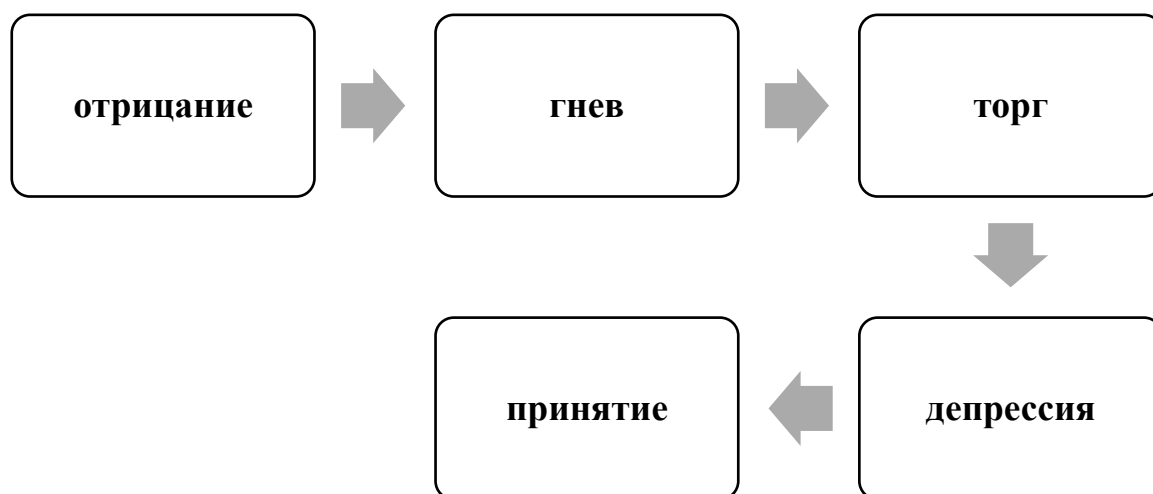 отрицание
гнев
торг
депрессия
принятие